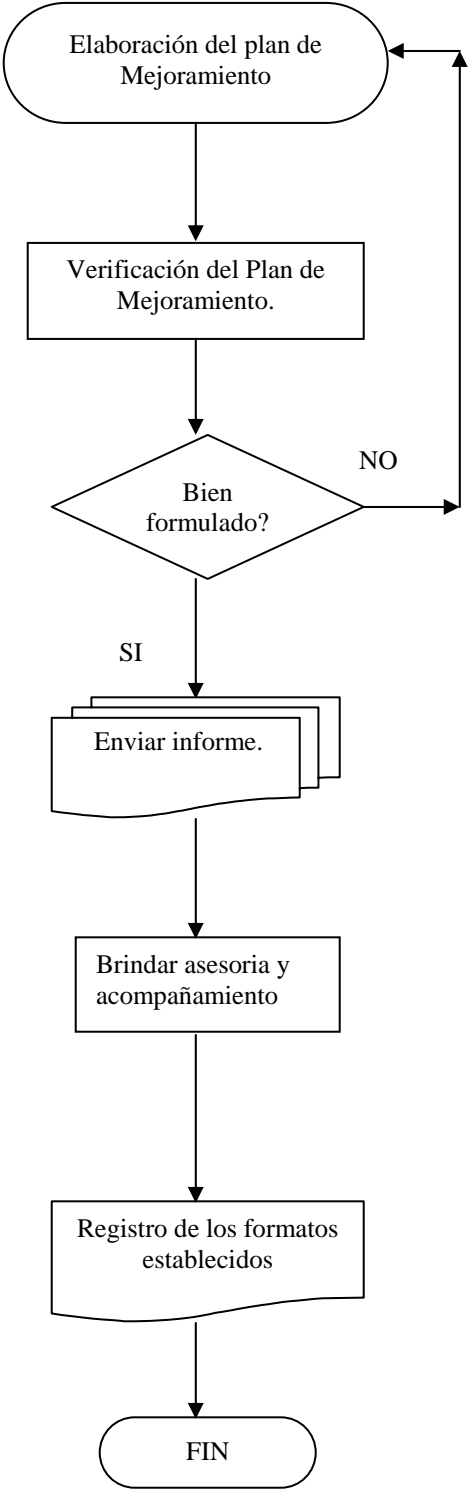 Elaboración del plan de
Mejoramiento
Verificación del Plan de
Mejoramiento.
NO
Bien
formulado?
SI
Enviar informe.
Brindar asesoria y
acompañamiento
Registro de los formatos
establecidos
FIN